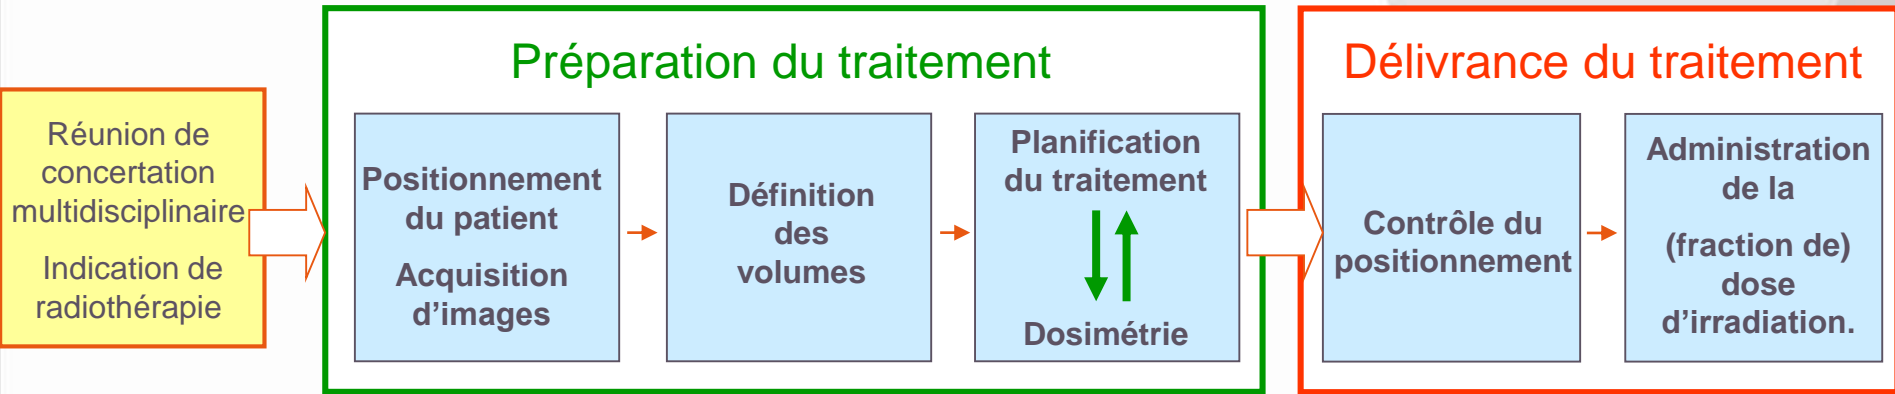 Réunion de
concertation
multidisciplinaire
Indication de
radiothérapie
Préparation du traitement
Positionnement
du patient
Acquisition
d’images
Définition
des
volumes
Planification
du traitement
Dosimétrie
Délivrance du traitement
Contrôle du
positionnement
Administration
de la
(fraction de)
dose
d’irradiation.